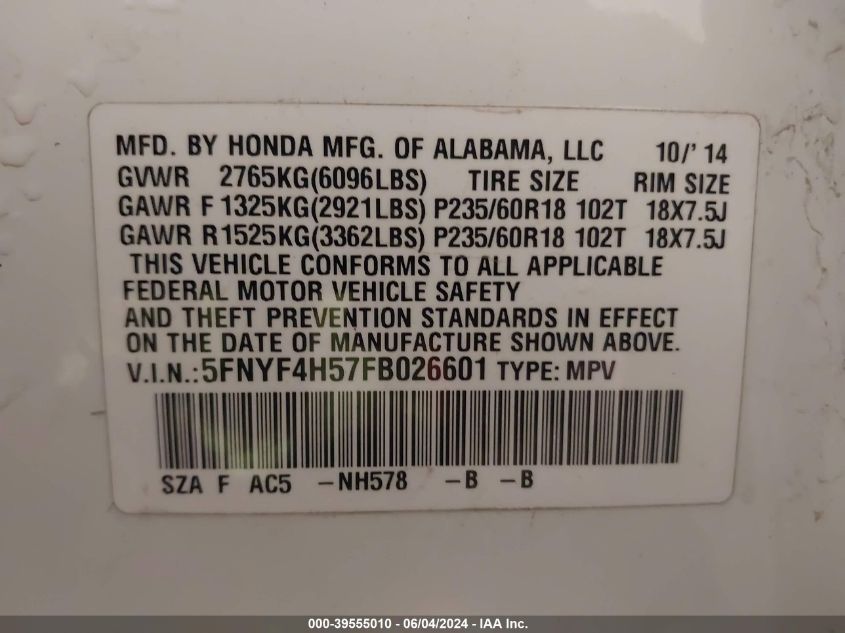 MFD. BY HONDA MFG. OF ALABAMA, LLC 10/' 14
GVWR 2765KG(6096LBS) TIRE SIZE RIM SIZE
GAWR F 1325KG(2921LBS) P235/60R18 102T 18X7.5J
GAWR R1525KG(3362LBS) P235/60R18 102T 18X7.5J
THIS VEHICLE CONFORMS TO ALL APPLICABLE
FEDERAL MOTOR VEHICLE SAFETY
AND THEFT PREVENTION STANDARDS IN EFFECT
ON THE DATE OF MANUFACTURE SHOWN ABOVE.
V.I.N.:5FNYF4H57FB026601 TYPE: MPV
SZA F AC5 -NH578 -B -B
000-39555010 - 06/04/2024 - IAA Inc.